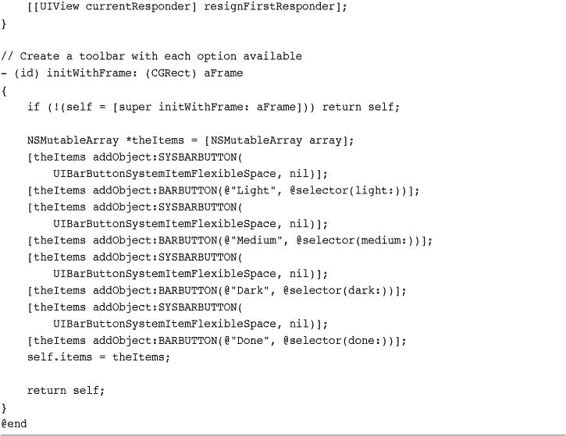 [[UIView currentResponder] resignFirstResponder];
}

// Create a toolbar with each option available
- (id) initWithFrame: (CGRect) aFrame
{
    if (!(self = [super initWithFrame: aFrame])) return self;

    NSMutableArray *theItems = [NSMutableArray array];
    [theItems addObject:SYSBARBUTTON(
        UIBarButtonSystemItemFlexibleSpace, nil)];
    [theItems addObject:BARBUTTON(@"Light", @selector(light:))];
    [theItems addObject:SYSBARBUTTON(
        UIBarButtonSystemItemFlexibleSpace, nil)];
    [theItems addObject:BARBUTTON(@"Medium", @selector(medium:))];
    [theItems addObject:SYSBARBUTTON(
        UIBarButtonSystemItemFlexibleSpace, nil)];
    [theItems addObject:BARBUTTON(@"Dark", @selector(dark:))];
    [theItems addObject:SYSBARBUTTON(
        UIBarButtonSystemItemFlexibleSpace, nil)];
    [theItems addObject:BARBUTTON(@"Done", @selector(done:))];
    self.items = theItems;

    return self;
}
@end